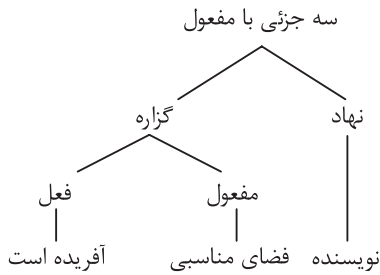 سه جزئی با مفعول
نهاد گزاره
مفعول فعل
نویسنده فضای مناسبی آفریده است